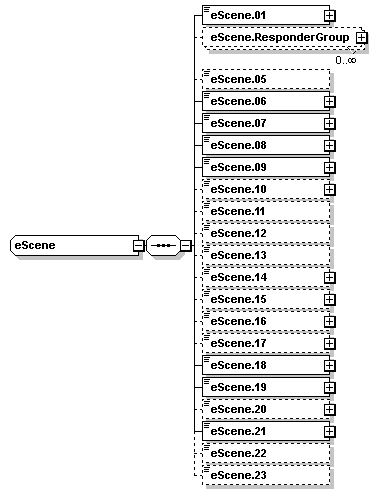 eScene.01
eScene.ResponderGroup
0..∞
eScene.05
eScene.06
eScene.07
eScene.08
eScene.09
eScene.10
eScene.11
eScene.12
eScene.13
eScene
eScene.14
eScene.15
eScene.16
eScene.17
eScene.18
eScene.19
eScene.20
eScene.21
eScene.22
eScene.23